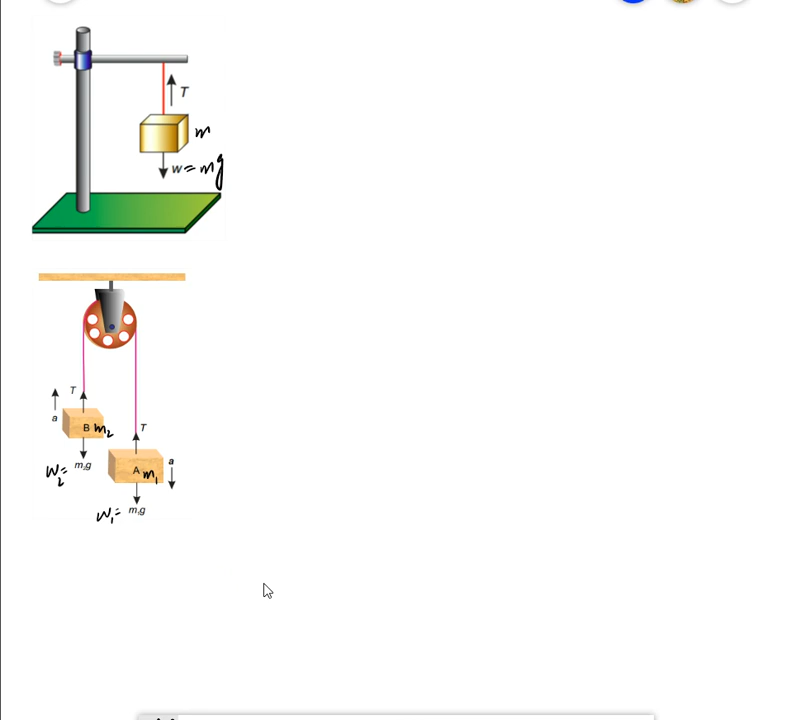 T
m
w = mg
T
a
B m₂
T
W₂ = m₂g
A m₁
a
W₁ = m₁g